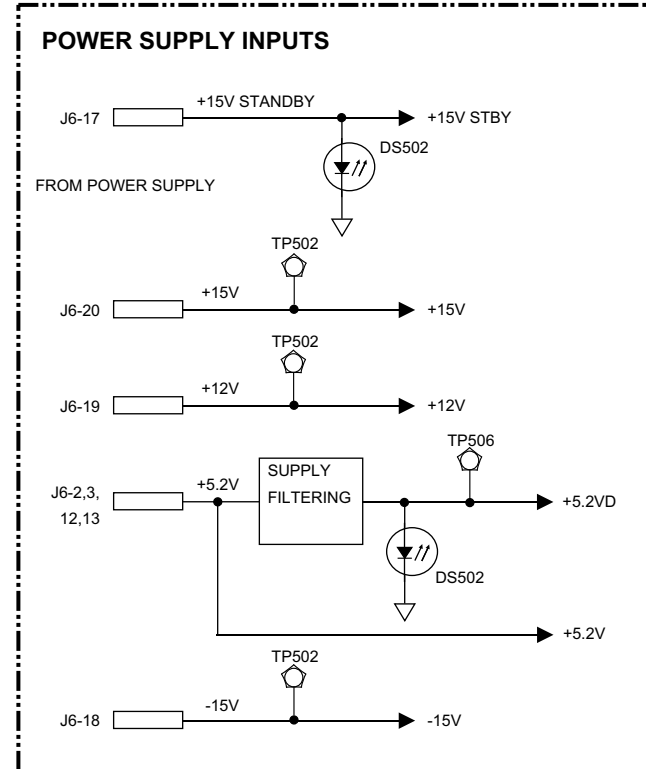 POWER SUPPLY INPUTS
J6-17
+15V STANDBY
+15V STBY
DS502
FROM POWER SUPPLY
TP502
J6-20
+15V
+15V
TP502
J6-19
+12V
+12V
TP506
J6-2,3,
12,13
+5.2V
SUPPLY
FILTERING
+5.2VD
DS502
+5.2V
TP502
J6-18
-15V
-15V